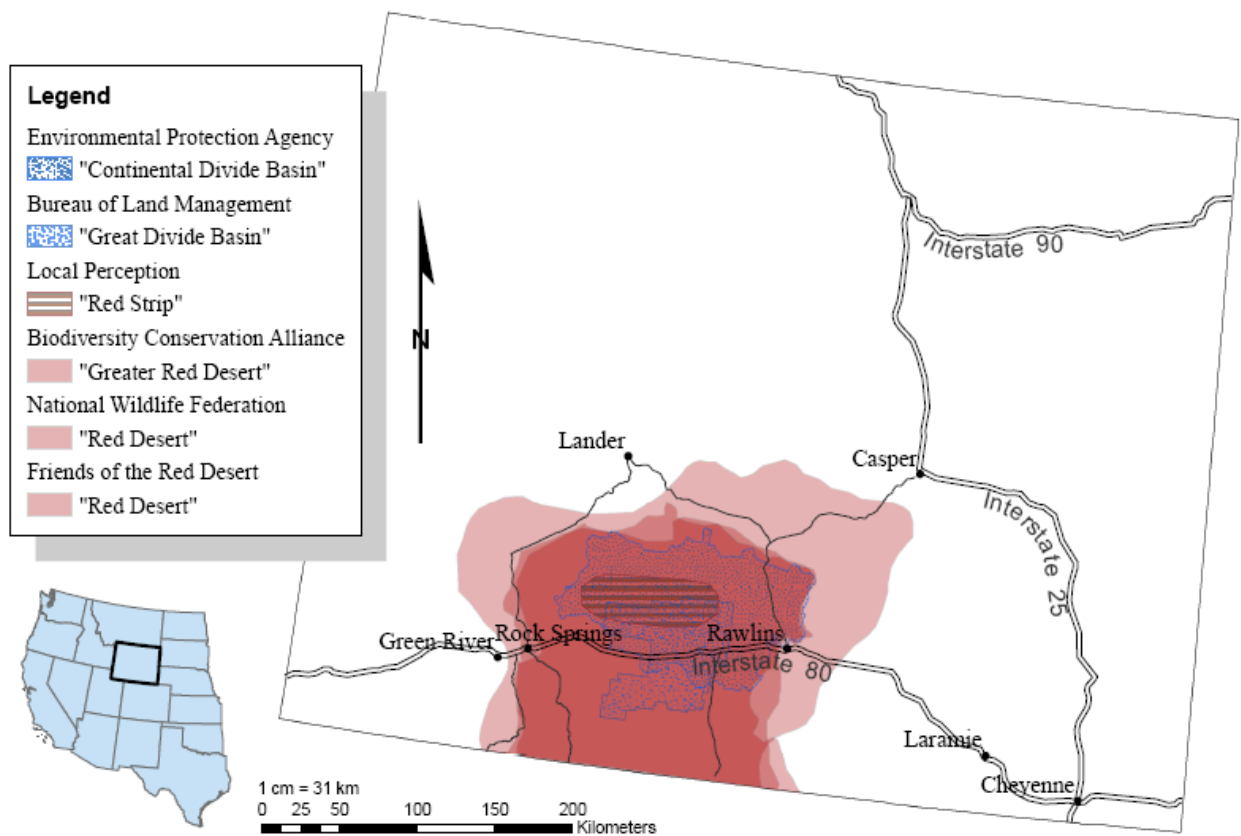 Legend
Environmental Protection Agency
"Continental Divide Basin"
Bureau of Land Management
"Great Divide Basin"
Local Perception
"Red Strip"
Biodiversity Conservation Alliance
"Greater Red Desert"
National Wildlife Federation
"Red Desert"
Friends of the Red Desert
"Red Desert"
N
Interstate 90
Lander
Casper
Interstate 25
Green River
Rock Springs
Rawlins
Interstate 80
Laramie
Cheyenne
1 cm = 31 km
0 25 50 100 150 200
Kilometers